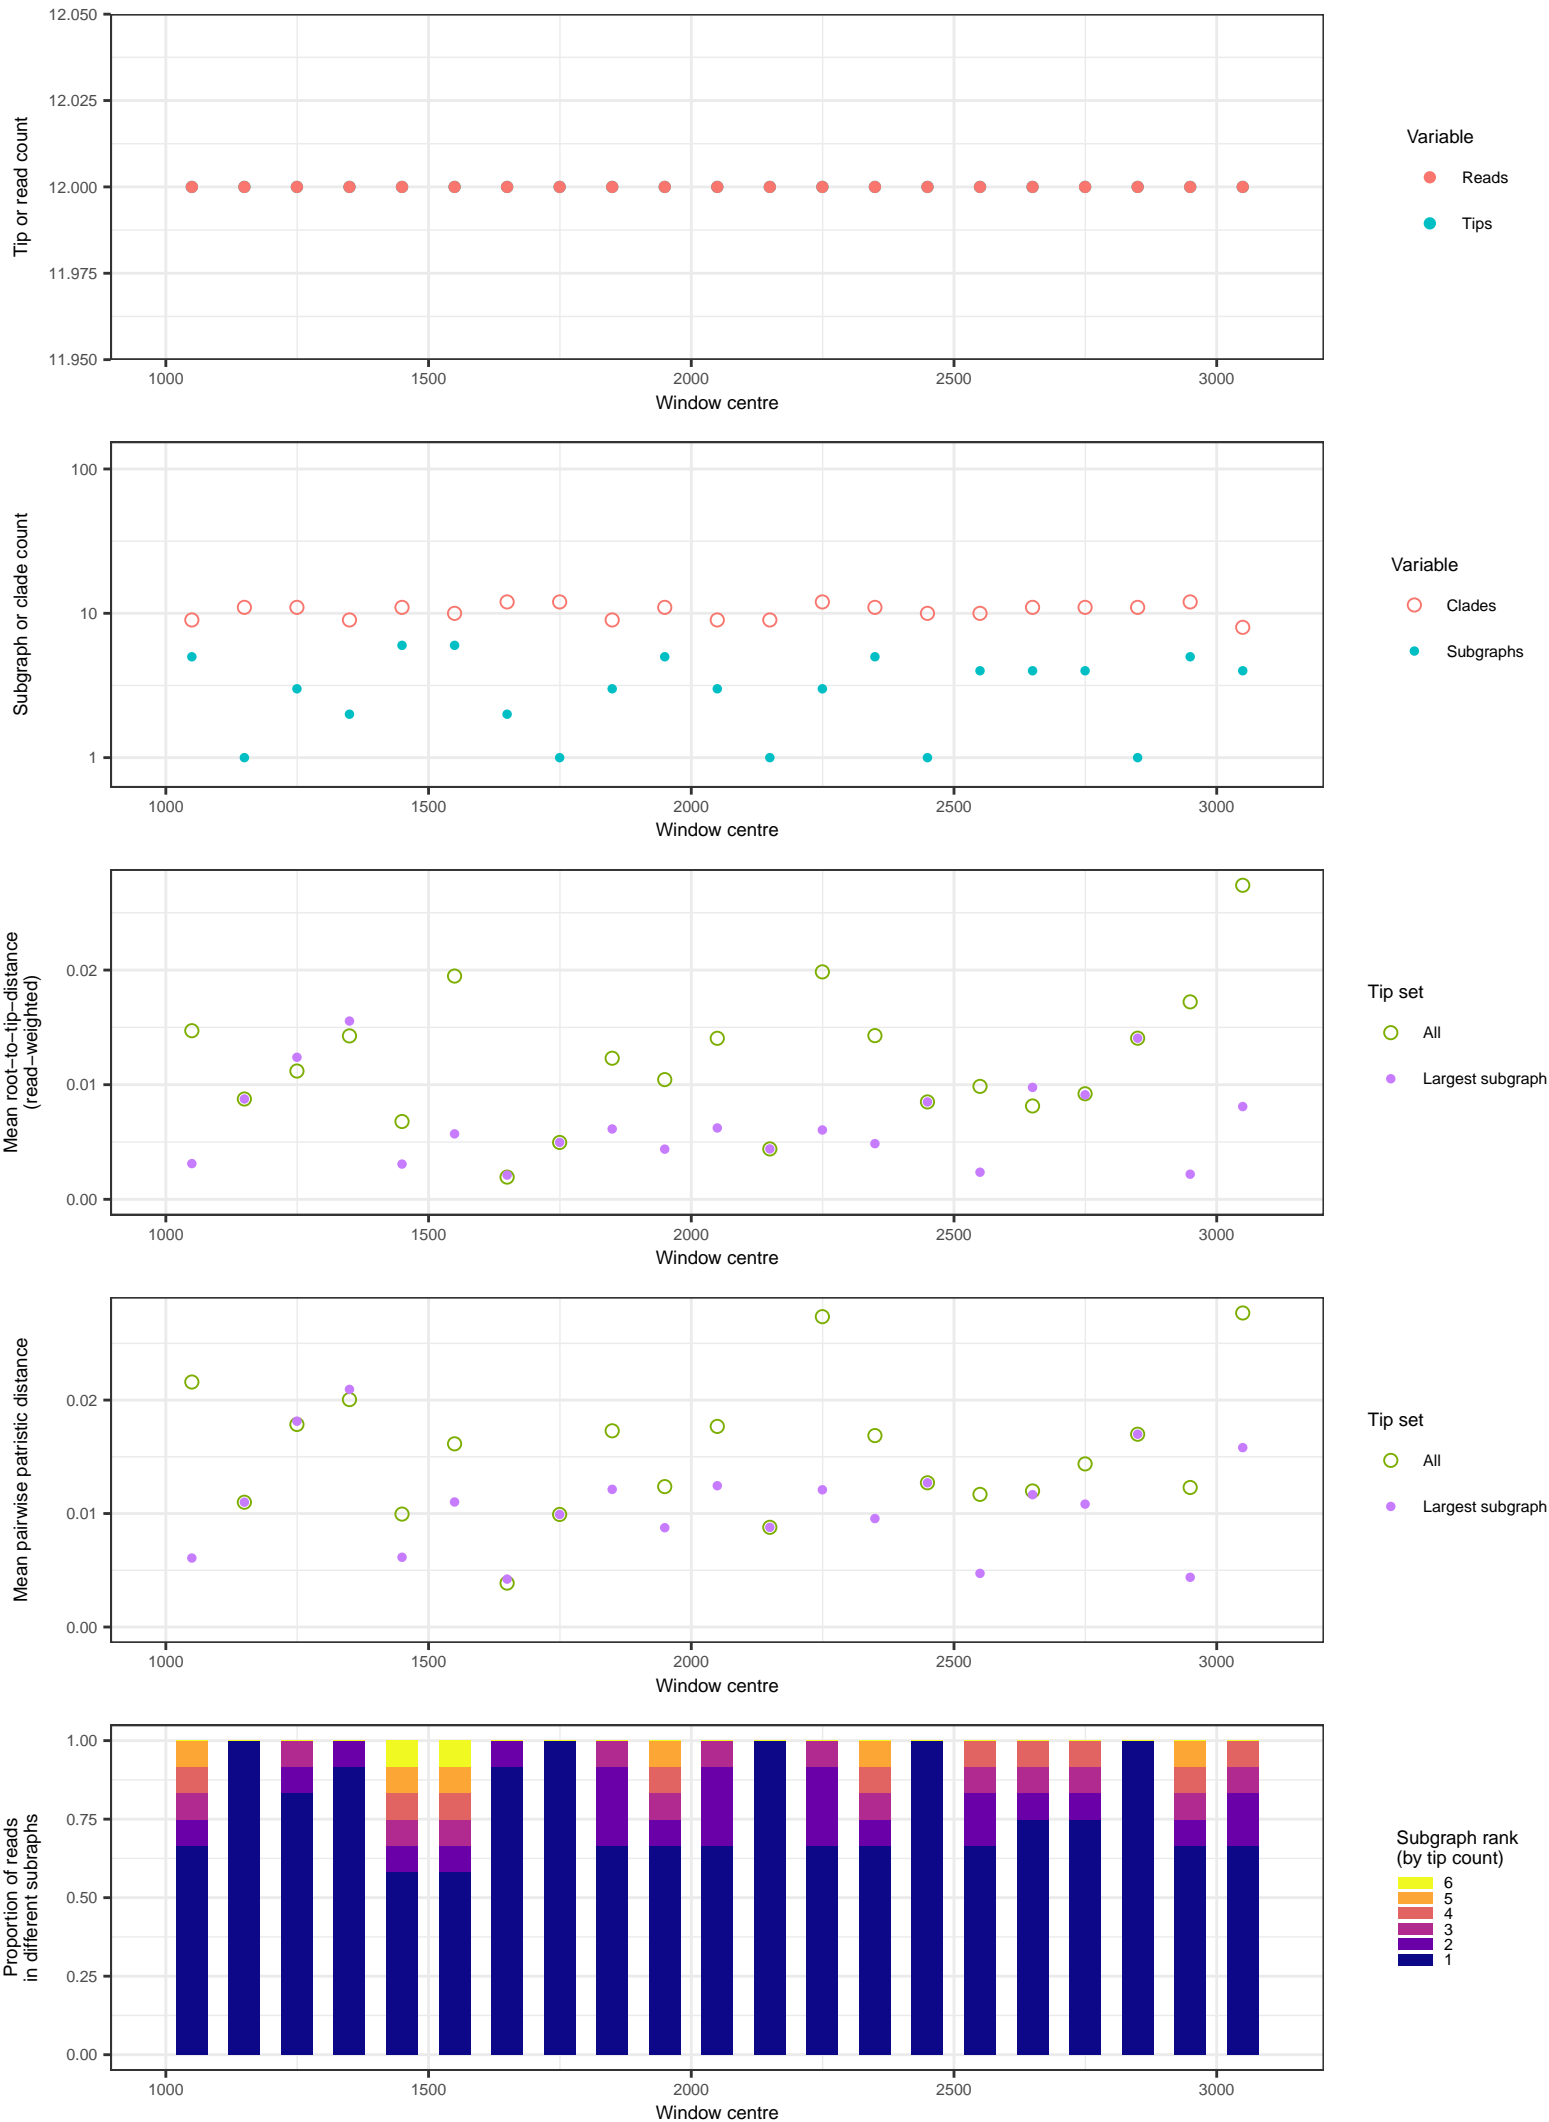 12.050
12.025
12.000
11.975
11.950
Tip or read count
1000 1500 2000 2500 3000
Window centre
Variable
Reads
Tips
100
10
1
Subgraph or clade count
1000 1500 2000 2500 3000
Window centre
Variable
Clades
Subgraphs
0.02
0.01
0.00
Mean root−to−tip−distance
(read−weighted)
1000 1500 2000 2500 3000
Window centre
Tip set
All
Largest subgraph
0.02
0.01
0.00
Mean pairwise patristic distance
1000 1500 2000 2500 3000
Window centre
Tip set
All
Largest subgraph
1.00
0.75
0.50
0.25
0.00
Proportion of reads
in different subraphs
1000 1500 2000 2500 3000
Window centre
Subgraph rank
(by tip count)
6
5
4
3
2
1